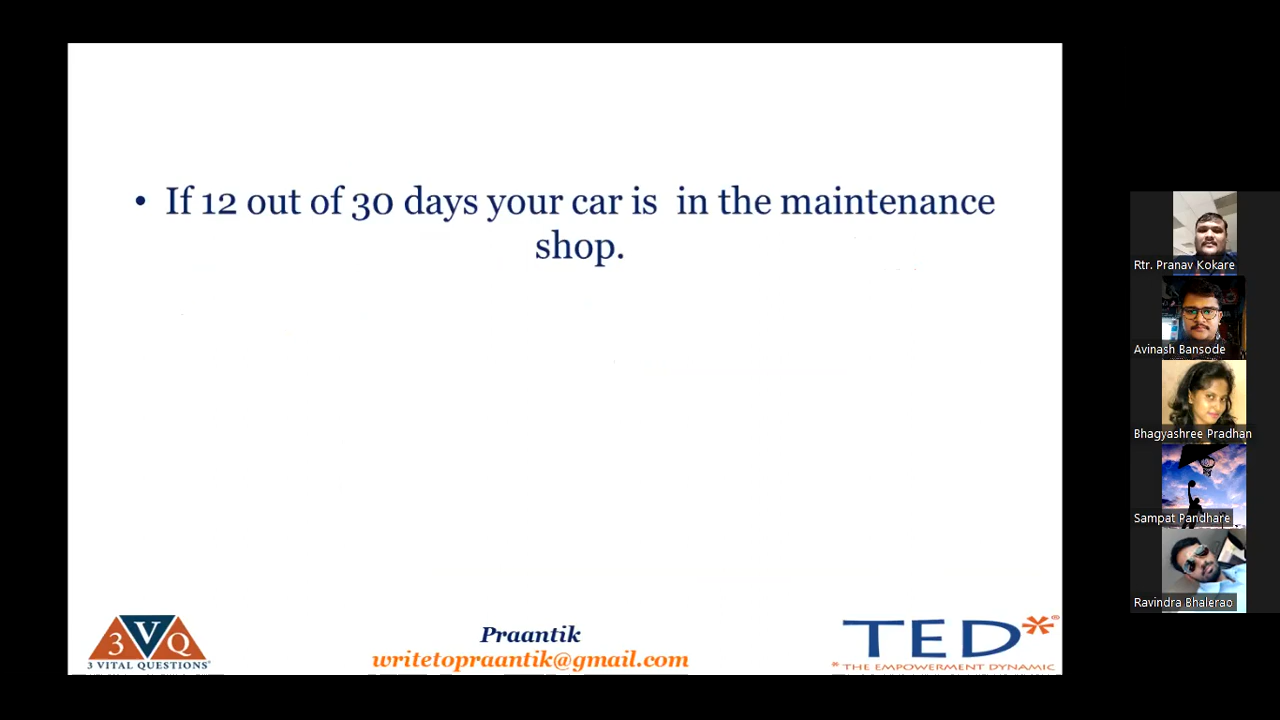 • If 12 out of 30 days your car is in the maintenance
shop.
3 V Q
3 VITAL QUESTIONS®
Praantik
writetopraantik@gmail.com
TED*®
*THE EMPOWERMENT DYNAMIC
Rtr. Pranav Kokare
Avinash Bansode
Bhagyashree Pradhan
Sampat Pandhare
Ravindra Bhalerao